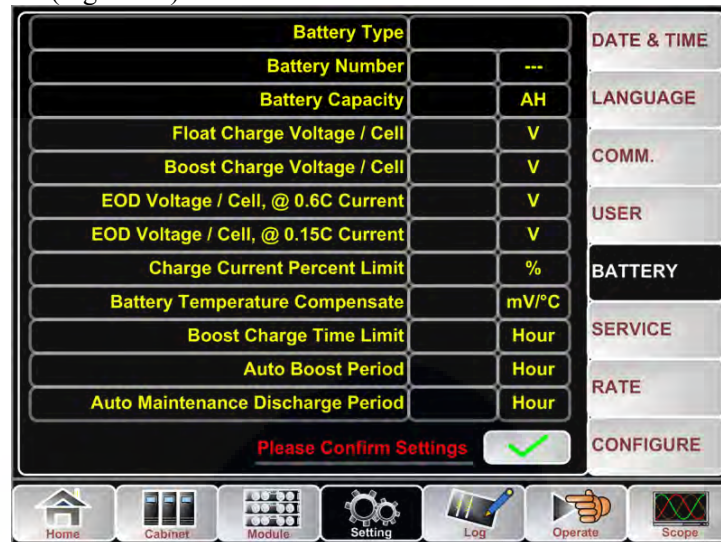 Battery Type
Battery Number ---
Battery Capacity AH
Float Charge Voltage / Cell V
Boost Charge Voltage / Cell V
EOD Voltage / Cell, @ 0.6C Current V
EOD Voltage / Cell, @ 0.15C Current V
Charge Current Percent Limit %
Battery Temperature Compensate mV/°C
Boost Charge Time Limit Hour
Auto Boost Period Hour
Auto Maintenance Discharge Period Hour
Please Confirm Settings
DATE & TIME
LANGUAGE
COMM.
USER
BATTERY
SERVICE
RATE
CONFIGURE
Home Cabinet Module Setting Log Operate Scope